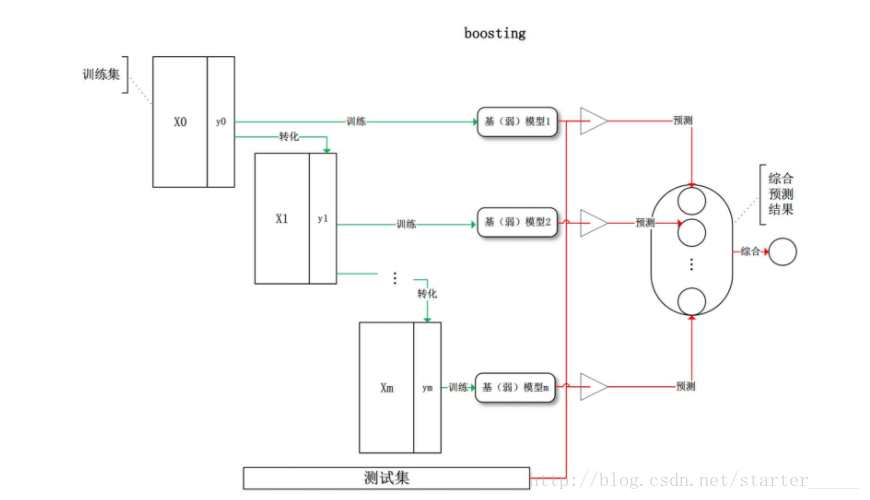 boosting
训练集
X0
y0
训练
基（弱）模型1
预测
转化
X1
y1
训练
基（弱）模型2
预测
综合
预测
结果
综合
⋮
⋮
转化
Xm
ym
训练
基（弱）模型m
预测
测试集
http://blog.csdn.net/starter_____